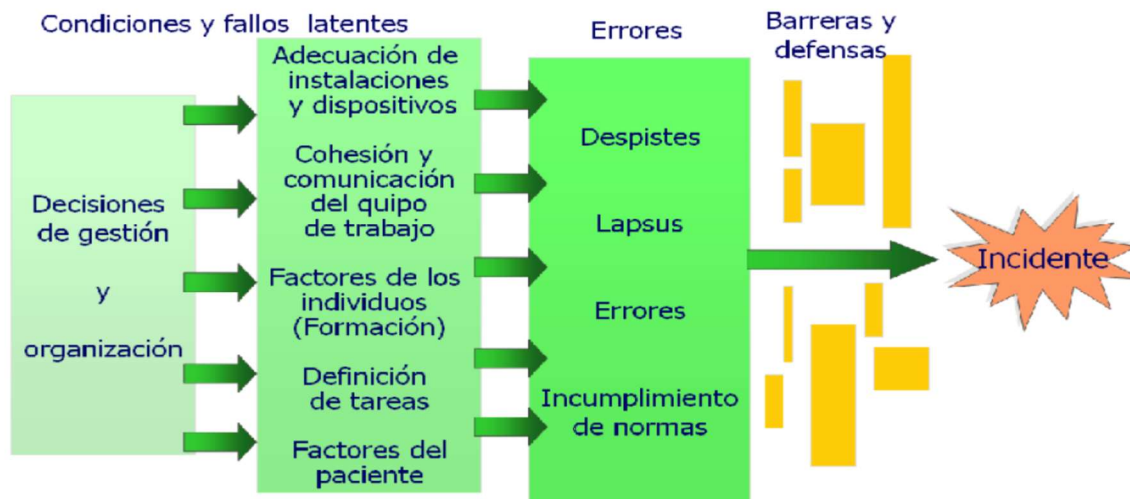 Condiciones y fallos latentes
Errores
Barreras y
defensas
Decisiones
de gestión
y
organización
Adecuación de
instalaciones
y dispositivos
Cohesión y
comunicación
del quipo
de trabajo
Factores de los
individuos
(Formación)
Definición
de tareas
Factores del
paciente
Despistes
Lapsus
Errores
Incumplimiento
de normas
Incidente